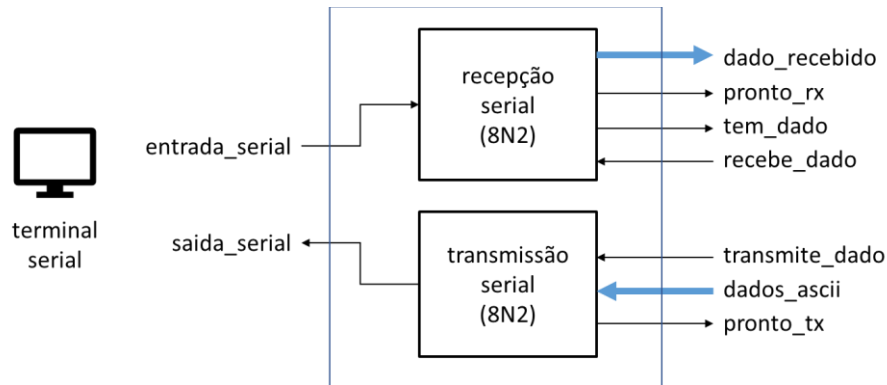 recepção
serial
(8N2)
dado_recebido
pronto_rx
tem_dado
recebe_dado
entrada_serial
terminal
serial
saida_serial
transmissão
serial
(8N2)
transmite_dado
dados_ascii
pronto_tx